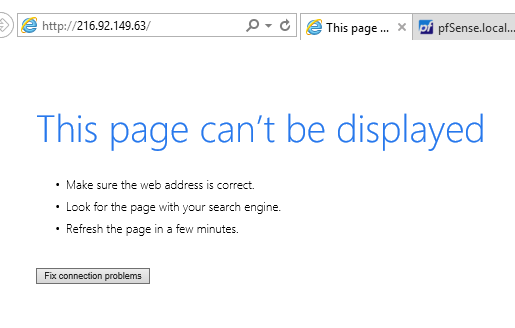 http://216.92.149.63/
This page ...
pfSense.local...
This page can't be displayed
• Make sure the web address is correct.
• Look for the page with your search engine.
• Refresh the page in a few minutes.
Fix connection problems